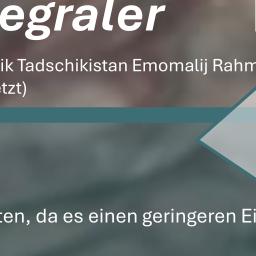 egraler
ik Tadschikistan Emomalij Rahm
etzt)
ten, da es einen geringeren Ei